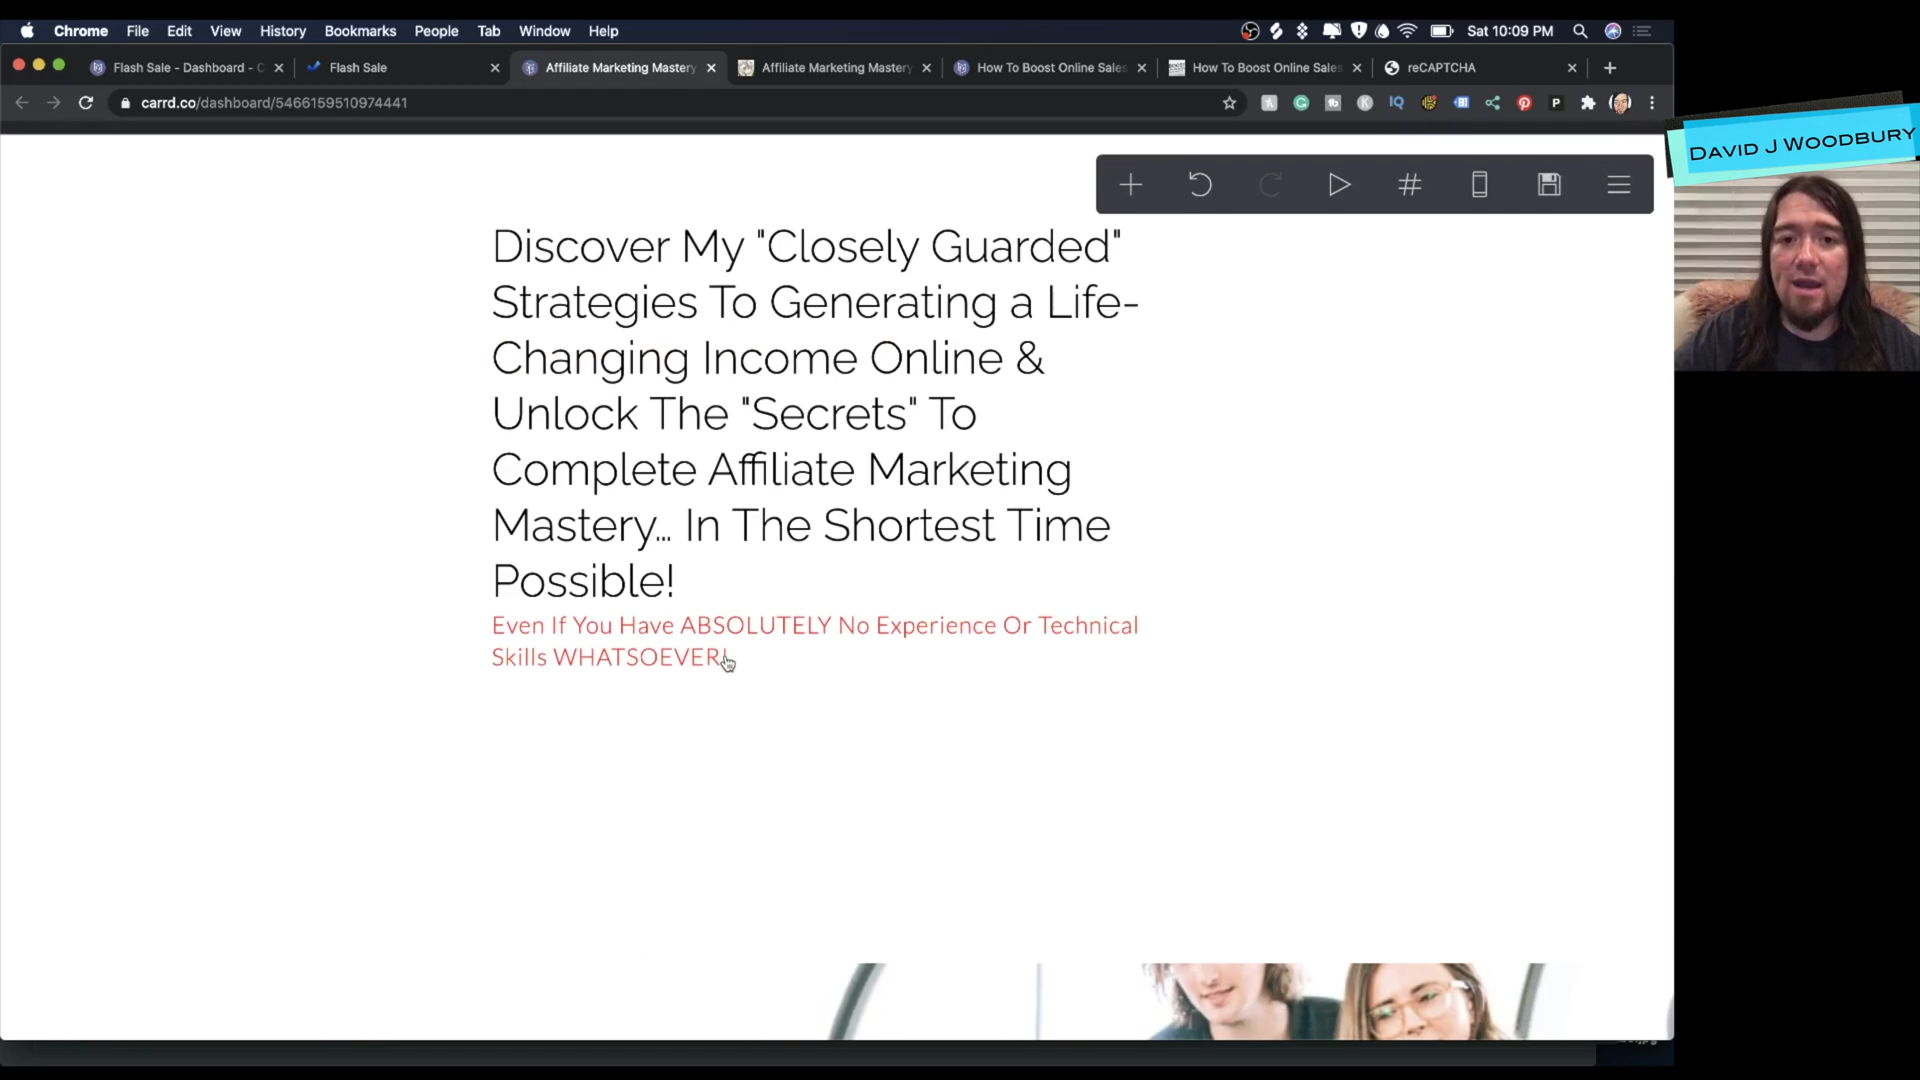 Chrome File Edit View History Bookmarks People Tab Window Help Sat 10:09 PM
Flash Sale - Dashboard - C Flash Sale Affiliate Marketing Mastery Affiliate Marketing Mastery How To Boost Online Sales How To Boost Online Sales reCAPTCHA
carrd.co/dashboard/5466159510974441
DAVID J WOODBURY
Discover My "Closely Guarded"
Strategies To Generating a Life-
Changing Income Online &
Unlock The "Secrets" To
Complete Affiliate Marketing
Mastery... In The Shortest Time
Possible!
Even If You Have ABSOLUTELY No Experience Or Technical
Skills WHATSOEVER!